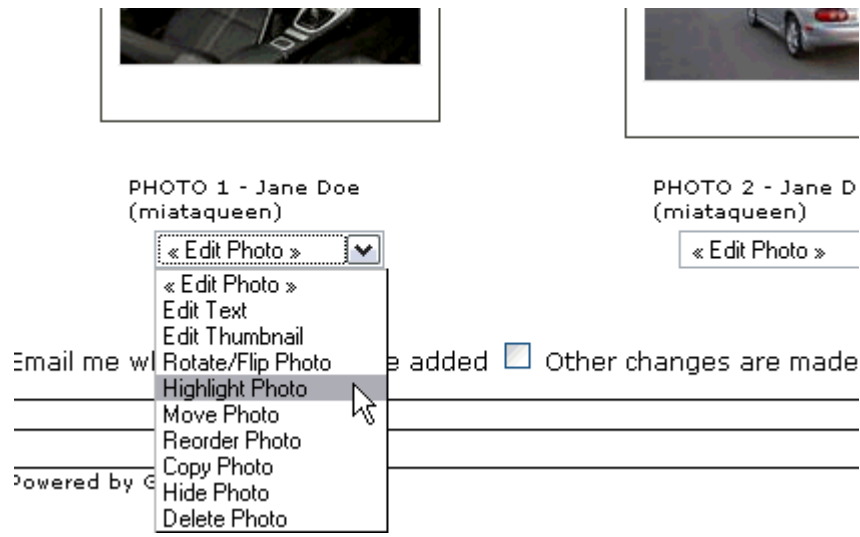 PHOTO 1 - Jane Doe
(miataqueen)
PHOTO 2 - Jane D
(miataqueen)
« Edit Photo »
« Edit Photo »
« Edit Photo »
Edit Text
Edit Thumbnail
Rotate/Flip Photo
Highlight Photo
Move Photo
Reorder Photo
Copy Photo
Hide Photo
Delete Photo
Email me w e added Other changes are made
Powered by G